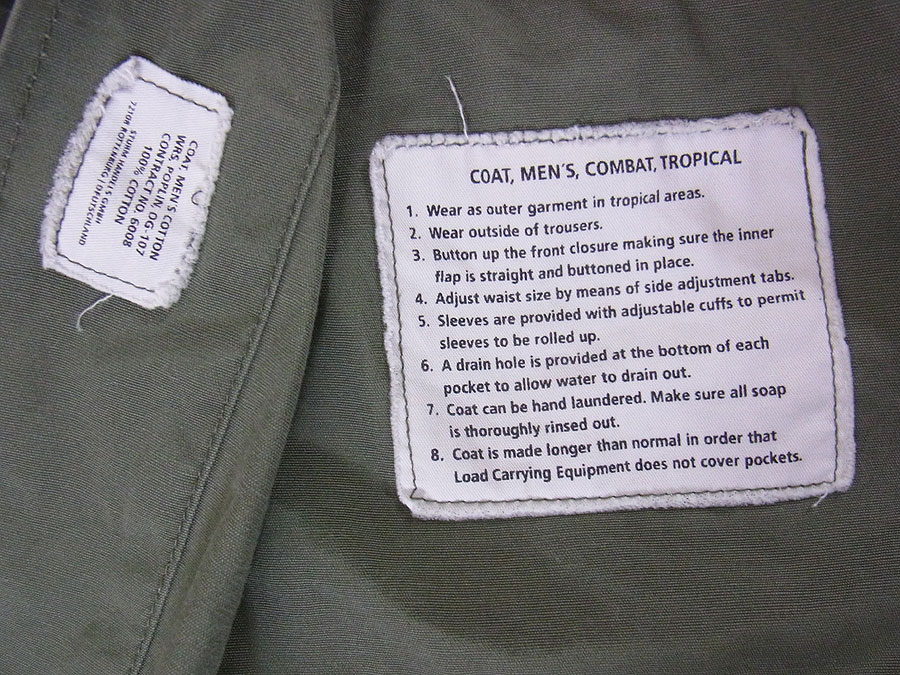 COAT, MEN'S COTTON
WRS, POPLIN, OG-107
CONTRACT NO. 6008
100% COTTON
STURM HANDELS GMBH
72108 ROTTENBURG / DEUTSCHLAND
COAT, MEN´S, COMBAT, TROPICAL
1. Wear as outer garment in tropical areas.
2. Wear outside of trousers.
3. Button up the front closure making sure the inner
flap is straight and buttoned in place.
4. Adjust waist size by means of side adjustment tabs.
5. Sleeves are provided with adjustable cuffs to permit
sleeves to be rolled up.
6. A drain hole is provided at the bottom of each
pocket to allow water to drain out.
7. Coat can be hand laundered. Make sure all soap
is thoroughly rinsed out.
8. Coat is made longer than normal in order that
Load Carrying Equipment does not cover pockets.